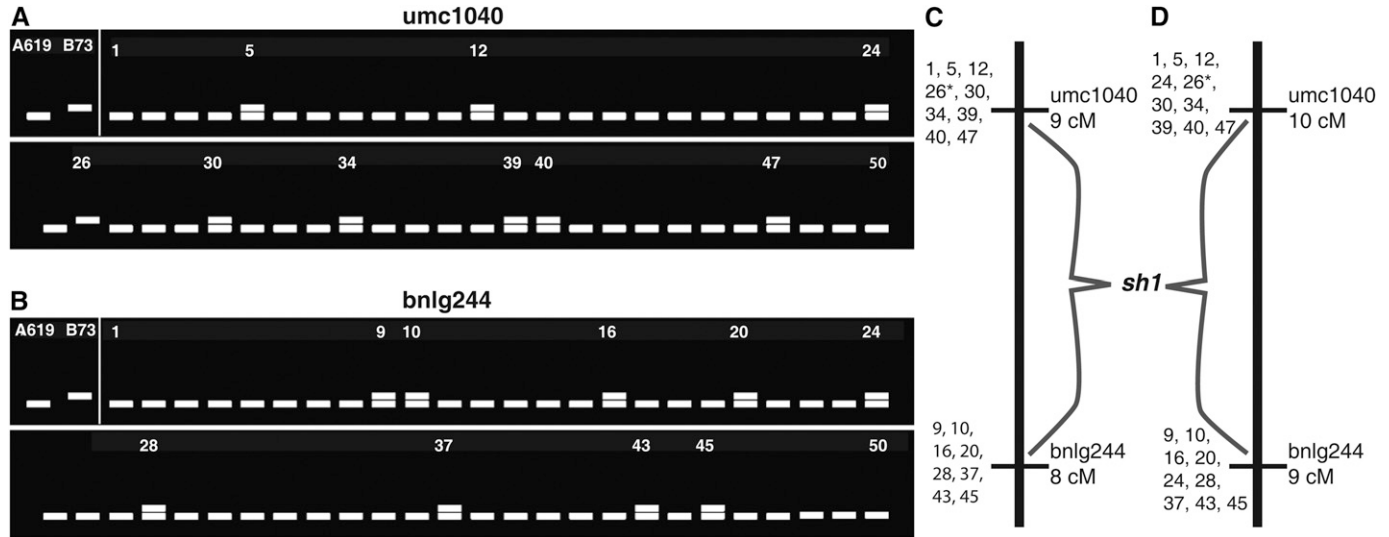 A
umc1040
A619 B73 1 5 12 24
26 30 34 39 40 47 50
B
bnlg244
A619 B73 1 9 10 16 20 24
28 37 43 45 50
C
1, 5, 12,
26*, 30,
34, 39,
40, 47
umc1040
9 cM
sh1
9, 10,
16, 20,
28, 37,
43, 45
bnlg244
8 cM
D
1, 5, 12,
24, 26*,
30, 34,
39, 40, 47
umc1040
10 cM
9, 10,
16, 20,
24, 28,
37, 43, 45
bnlg244
9 cM